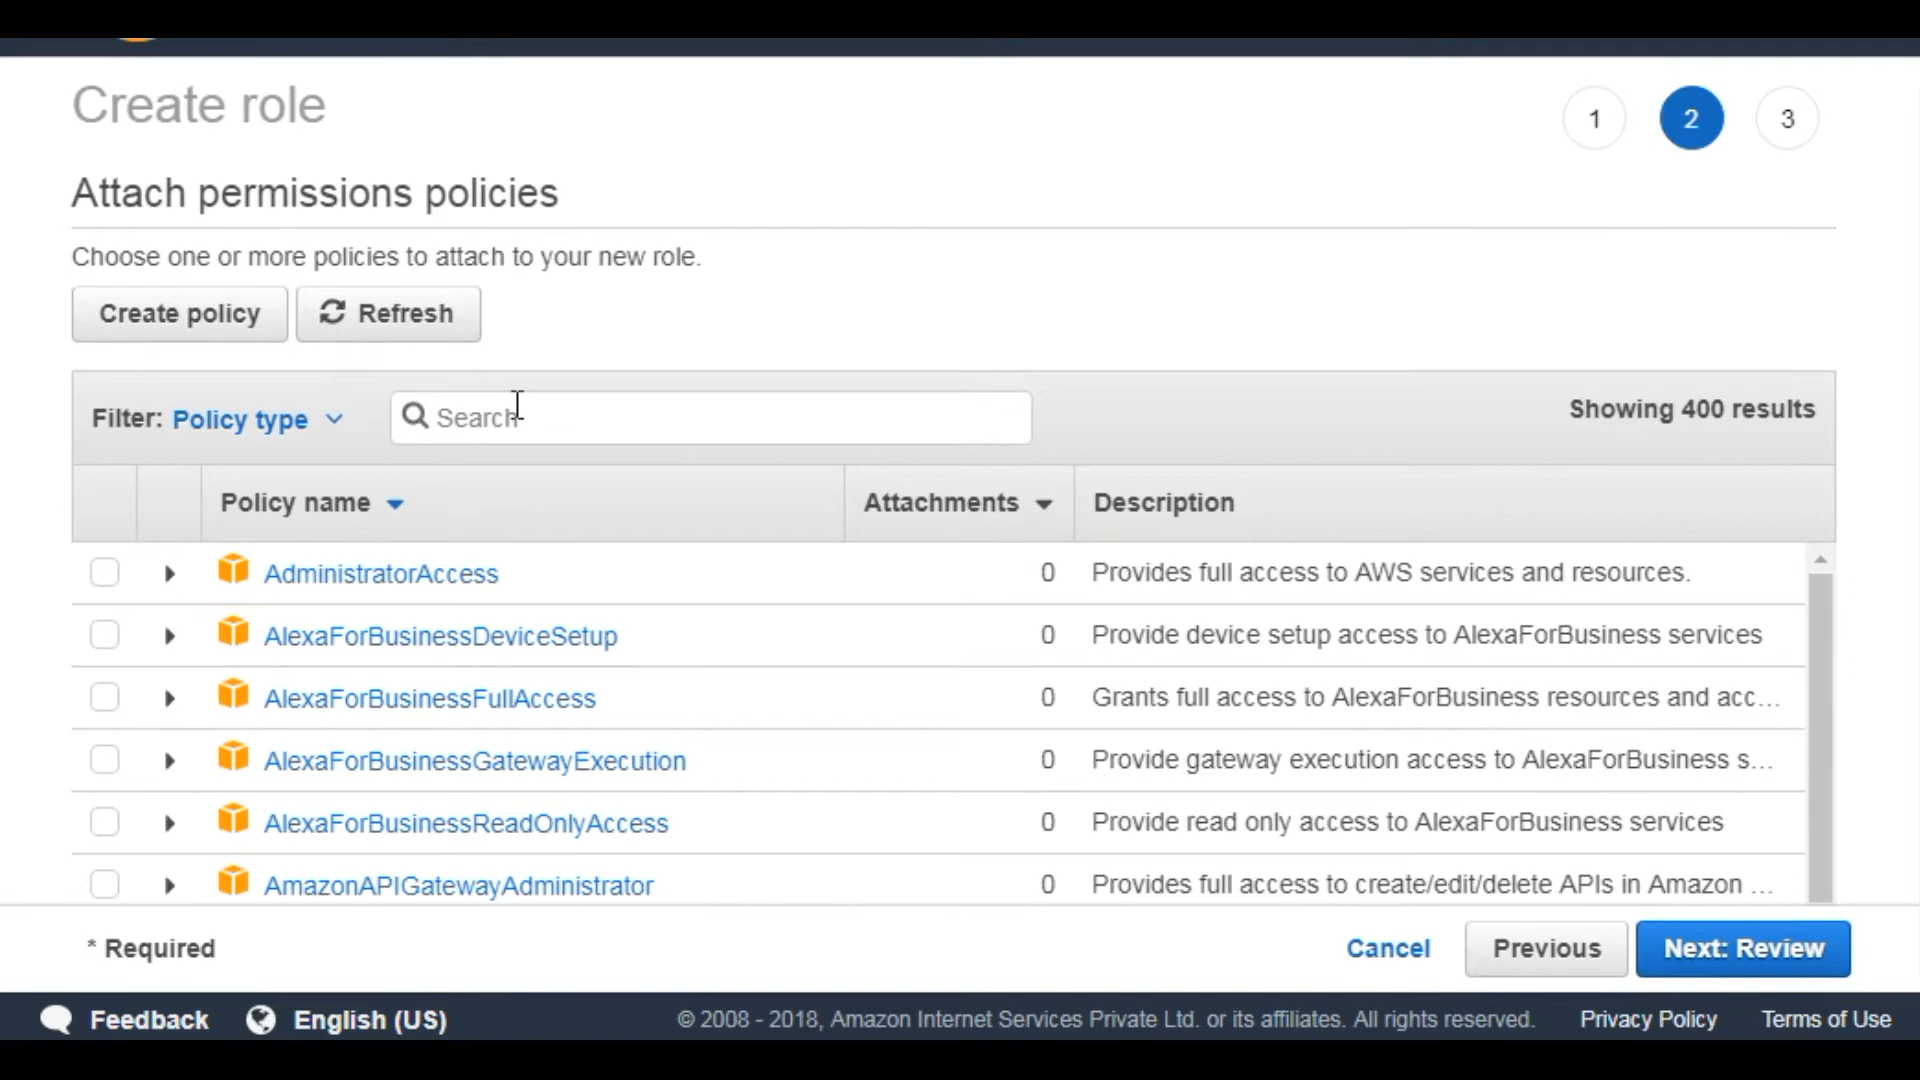 Create role
1 2 3
Attach permissions policies
Choose one or more policies to attach to your new role.
Create policy Refresh
Filter: Policy type Search Showing 400 results
Policy name Attachments Description
AdministratorAccess 0 Provides full access to AWS services and resources.
AlexaForBusinessDeviceSetup 0 Provide device setup access to AlexaForBusiness services
AlexaForBusinessFullAccess 0 Grants full access to AlexaForBusiness resources and acc...
AlexaForBusinessGatewayExecution 0 Provide gateway execution access to AlexaForBusiness s...
AlexaForBusinessReadOnlyAccess 0 Provide read only access to AlexaForBusiness services
AmazonAPIGatewayAdministrator 0 Provides full access to create/edit/delete APIs in Amazon ...
* Required Cancel Previous Next: Review
Feedback English (US) © 2008 - 2018, Amazon Internet Services Private Ltd. or its affiliates. All rights reserved. Privacy Policy Terms of Use